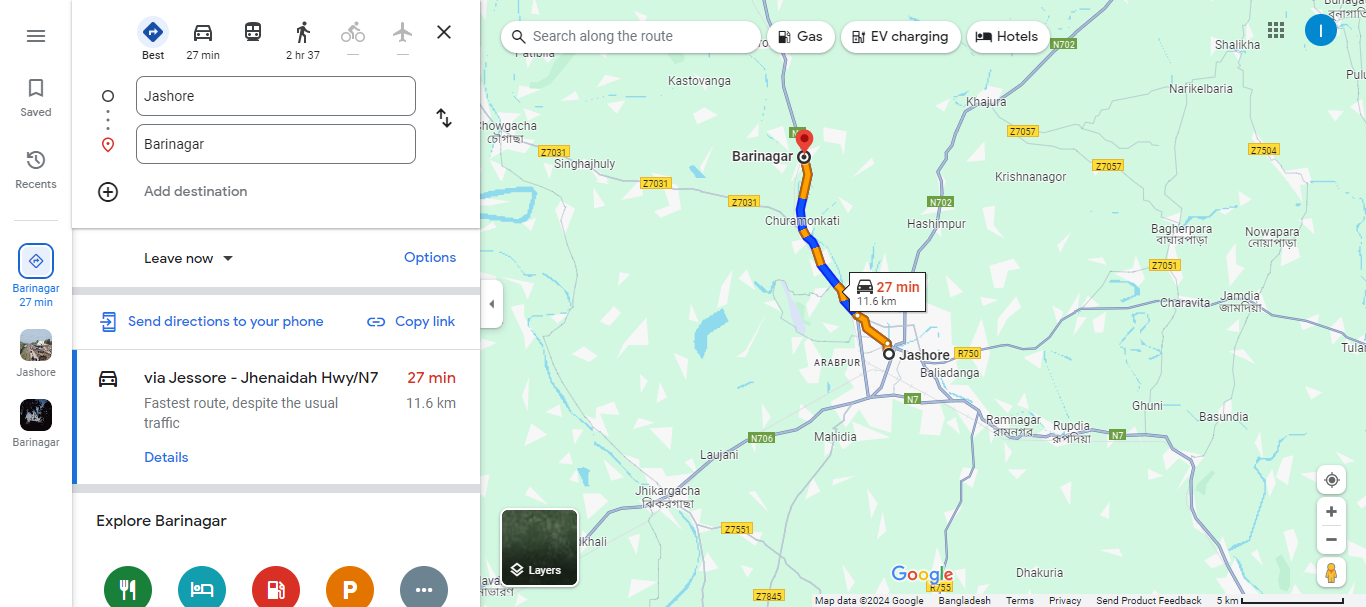 Saved
Recents
Barinagar
27 min
Jashore
Barinagar
Best
27 min
2 hr 37
—
—
Jashore
Barinagar
Add destination
Leave now
Options
Send directions to your phone
Copy link
via Jessore - Jhenaidah Hwy/N7
27 min
Fastest route, despite the usual
traffic
11.6 km
Details
Explore Barinagar
P
Search along the route
Gas
EV charging
Hotels
I
N702
Shalikha
Kastovanga
Khajura
Narikelbaria
Chowgacha
চৌগাছা
Z7031
Singhajhuly
Z7057
Z7504
Barinagar
Z7031
Z7057
Krishnanagor
Z7031
N702
Churamonkati
Hashimpur
Bagherpara
বাঘারপাড়া
Nowapara
নোয়াপাড়া
Z7051
27 min
11.6 km
Charavita
Jamdia
জামদিয়া
ARABPUR
Jashore
R750
Baliadanga
N7
Ghuni
Basundia
Ramnagar
রামনগর
Rupdia
রূপদিয়া
N7
N706
Mahidia
Laujani
Jhikargacha
ঝিকরগাছা
Z7551
Layers
Google
Dhakuria
R755
Z7845
Map data ©2024 Google
Bangladesh
Terms
Privacy
Send Product Feedback
5 km